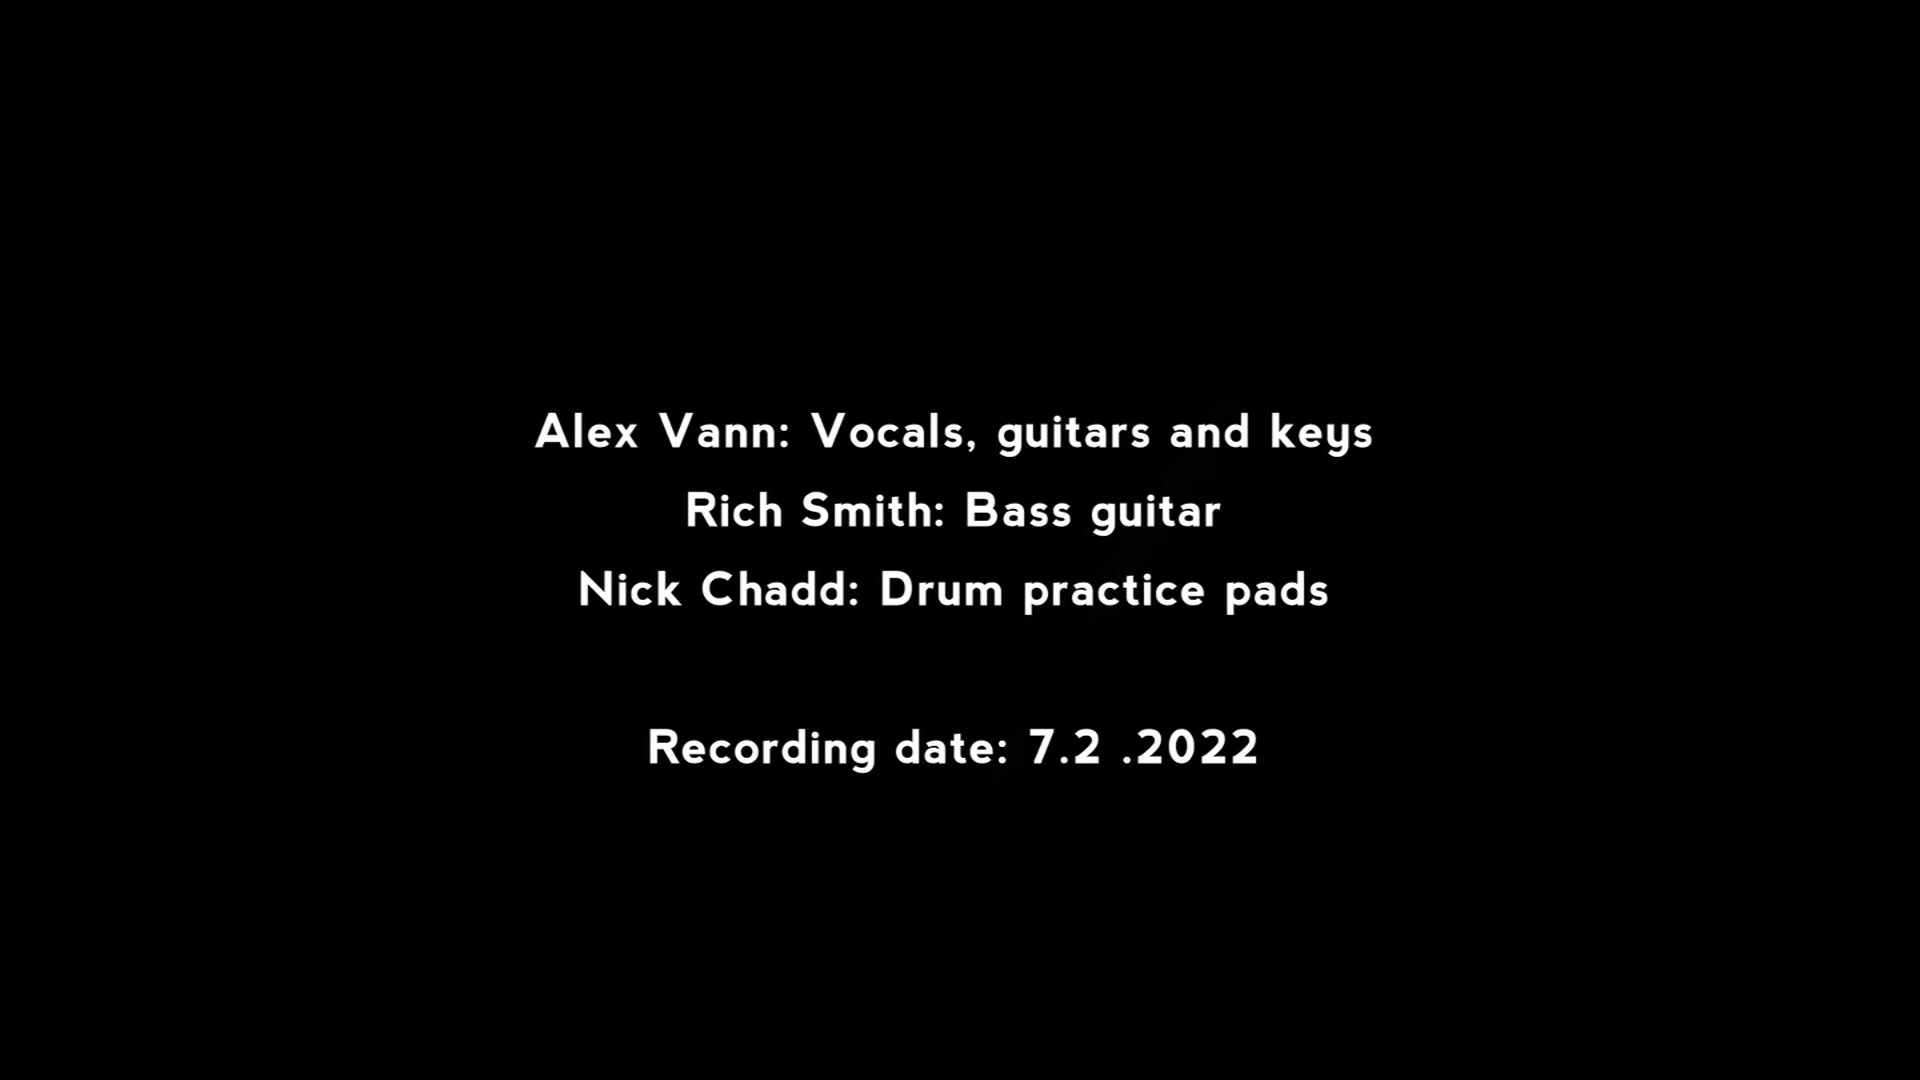 Alex Vann: Vocals, guitars and keys
Rich Smith: Bass guitar
Nick Chadd: Drum practice pads
Recording date: 7.2 .2022